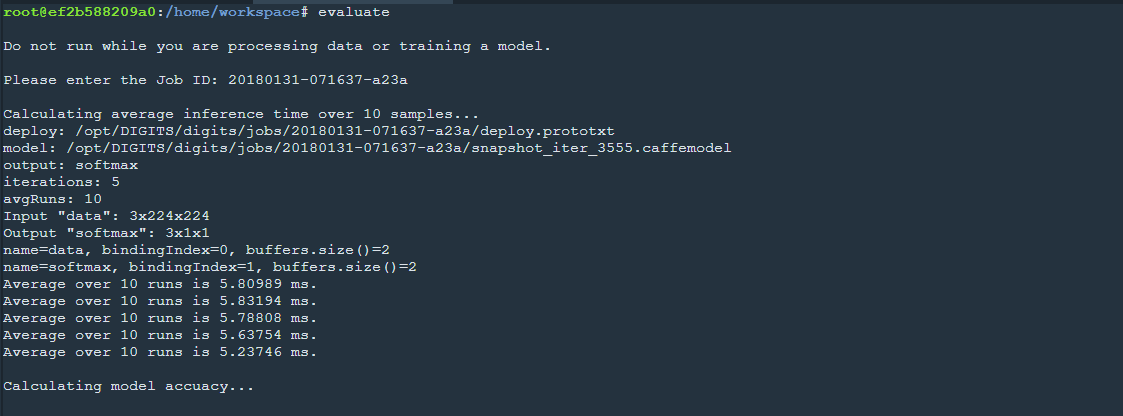 root@ef2b588209a0:/home/workspace# evaluate
Do not run while you are processing data or training a model.
Please enter the Job ID: 20180131-071637-a23a
Calculating average inference time over 10 samples...
deploy: /opt/DIGITS/digits/jobs/20180131-071637-a23a/deploy.prototxt
model: /opt/DIGITS/digits/jobs/20180131-071637-a23a/snapshot_iter_3555.caffemodel
output: softmax
iterations: 5
avgRuns: 10
Input "data": 3x224x224
Output "softmax": 3x1x1
name=data, bindingIndex=0, buffers.size()=2
name=softmax, bindingIndex=1, buffers.size()=2
Average over 10 runs is 5.80989 ms.
Average over 10 runs is 5.83194 ms.
Average over 10 runs is 5.78808 ms.
Average over 10 runs is 5.63754 ms.
Average over 10 runs is 5.23746 ms.
Calculating model accuacy...